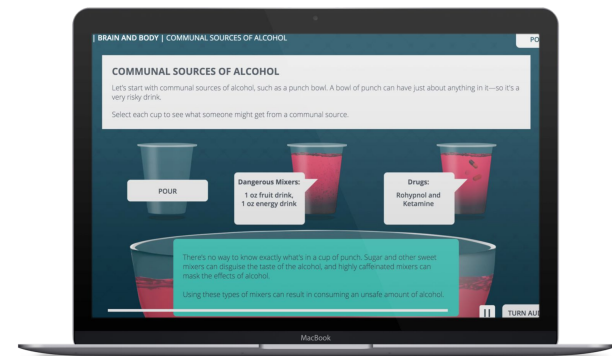 | BRAIN AND BODY | COMMUNAL SOURCES OF ALCOHOL
PO
COMMUNAL SOURCES OF ALCOHOL
Let's start with communal sources of alcohol, such as a punch bowl. A bowl of punch can have just about anything in it—so it's a
very risky drink.
Select each cup to see what someone might get from a communal source.
POUR
Dangerous Mixers:
1 oz fruit drink,
1 oz energy drink
Drugs:
Rohypnol and
Ketamine
There's no way to know exactly what's in a cup of punch. Sugar and other sweet
mixers can disguise the taste of the alcohol, and highly caffeinated mixers can
mask the effects of alcohol.
Using these types of mixers can result in consuming an unsafe amount of alcohol.
TURN AU
MacBook